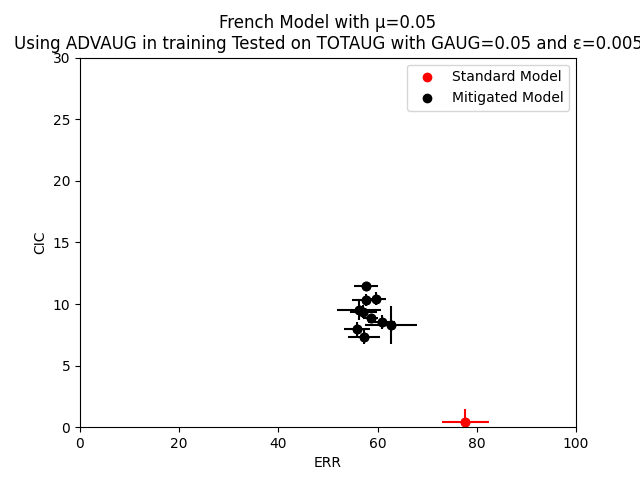 French Model with μ=0.05
Using ADVAUG in training Tested on TOTAUG with GAUG=0.05 and ε=0.005
Standard Model
Mitigated Model
30
25
20
15
10
5
0
CIC
0 20 40 60 80 100
ERR